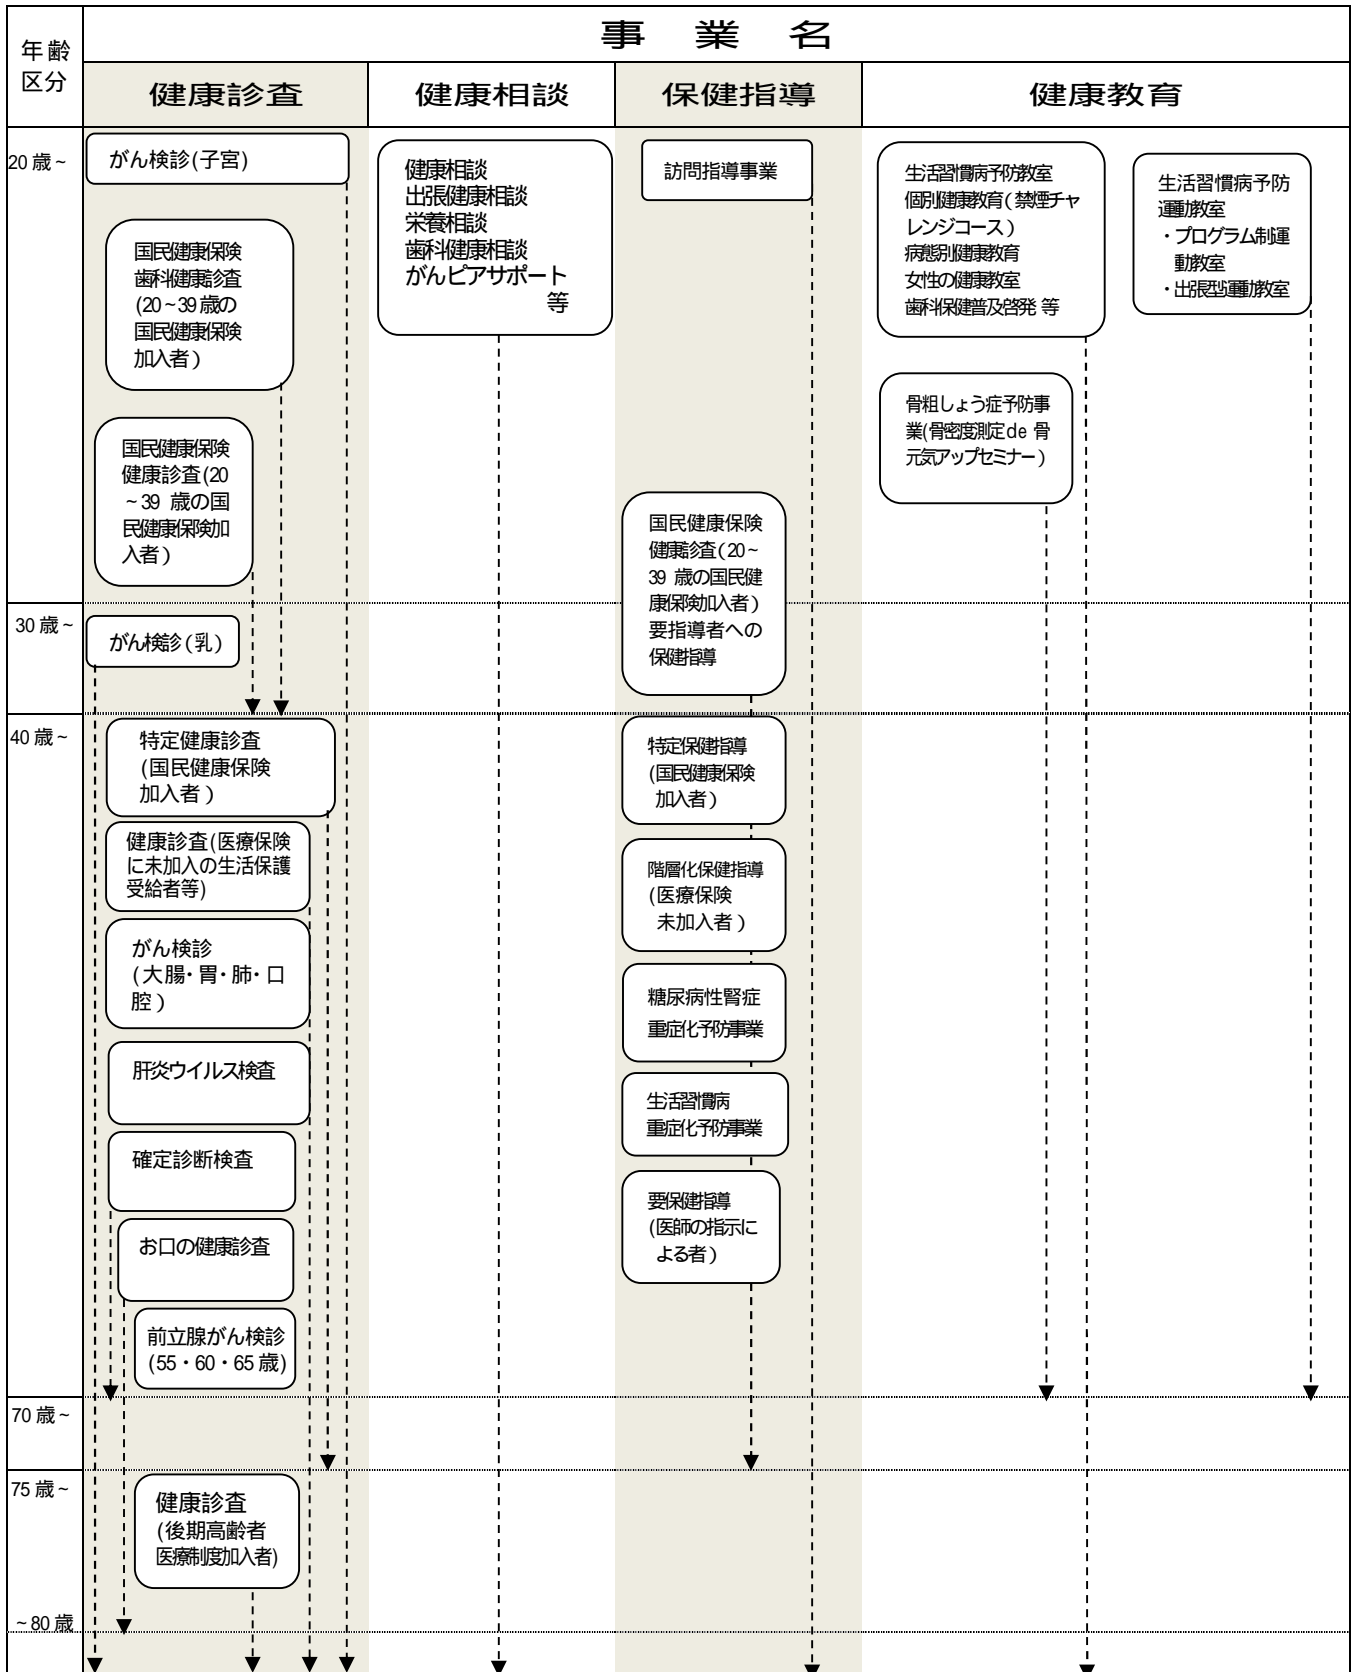 年齢
区分
事 業 名
健康診査
健康相談
保健指導
健康教育
20歳~
がん検診(子宮)
国民健康保険
歯科健康診査
(20~39歳の
国民健康保険
加入者)
国民健康保険
健康診査(20
~39 歳の国
民健康保険加
入者)
健康相談
出張健康相談
栄養相談
歯科健康相談
がんピアサポート
等
訪問指導事業
国民健康保険
健康診査(20~
39 歳の国民健
康保険加入者)
要指導者への
保健指導
生活習慣病予防教室
個別健康教育(禁煙チャ
レンジコース)
病態別健康教育
女性の健康教室
歯科保健普及啓発 等
生活習慣病予防
運動教室
・プログラム制運
動教室
・出張型運動教室
骨粗しょう症予防事
業(骨密度測定de 骨
元気アップセミナー)
30歳~
がん検診(乳)
40歳~
特定健康診査
(国民健康保険
加入者)
健康診査(医療保険
に未加入の生活保護
受給者等)
がん検診
(大腸・胃・肺・口
腔)
肝炎ウイルス検査
確定診断検査
お口の健康診査
前立腺がん検診
(55・60・65歳)
特定保健指導
(国民健康保険
加入者)
階層化保健指導
(医療保険
未加入者)
糖尿病性腎症
重症化予防事業
生活習慣病
重症化予防事業
要保健指導
(医師の指示に
よる者)
70歳~
75歳~
健康診査
(後期高齢者
医療制度加入者)
~80歳